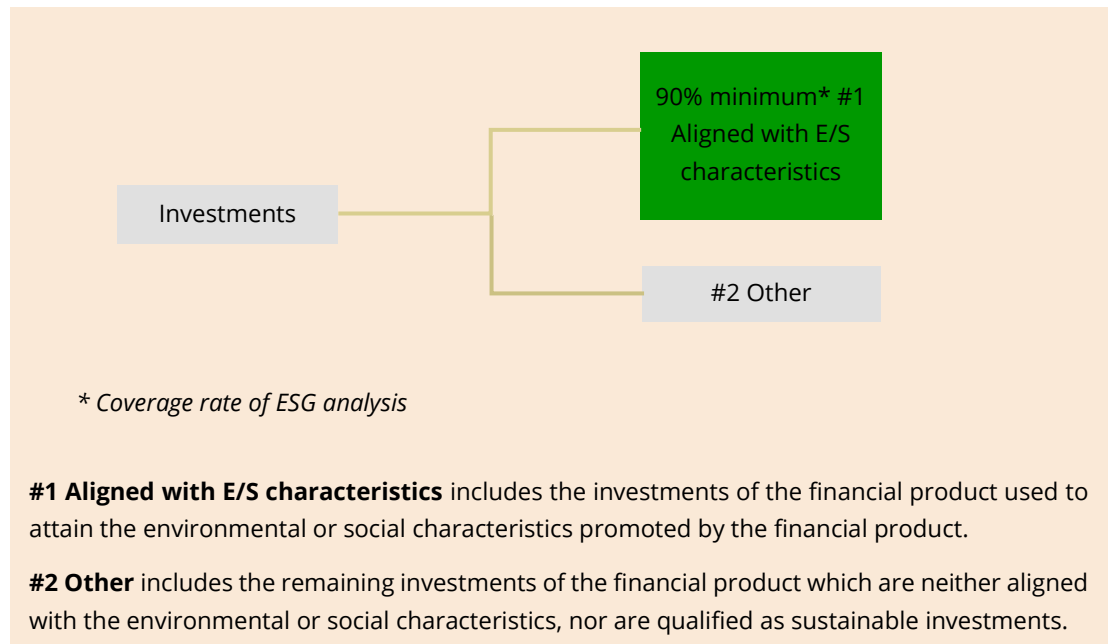 90% minimum* #1
Aligned with E/S
characteristics
Investments
#2 Other
* Coverage rate of ESG analysis
#1 Aligned with E/S characteristics includes the investments of the financial product used to
attain the environmental or social characteristics promoted by the financial product.
#2 Other includes the remaining investments of the financial product which are neither aligned
with the environmental or social characteristics, nor are qualified as sustainable investments.